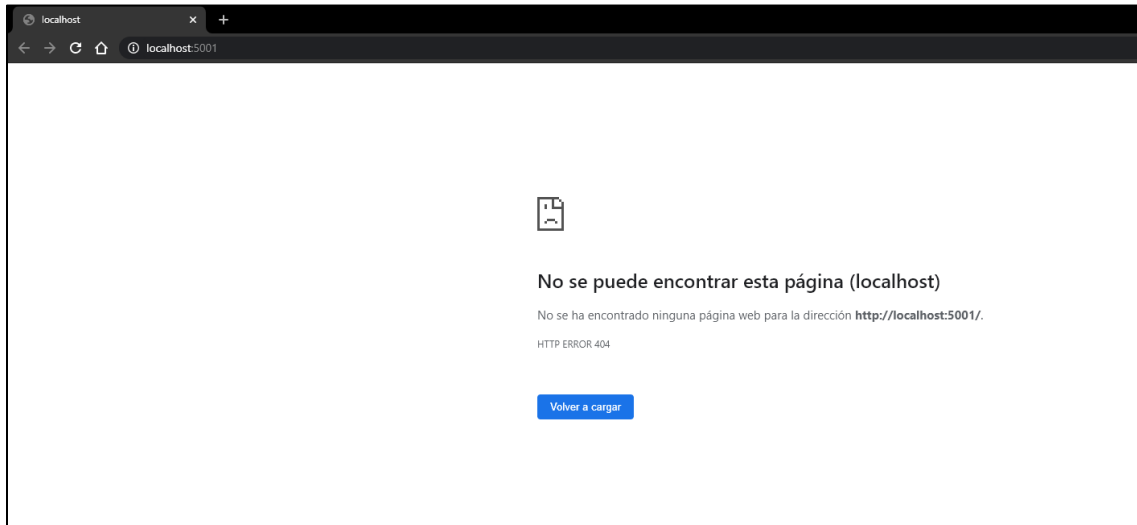 localhost
localhost:5001
No se puede encontrar esta página (localhost)
No se ha encontrado ninguna página web para la dirección http://localhost:5001/.
HTTP ERROR 404
Volver a cargar